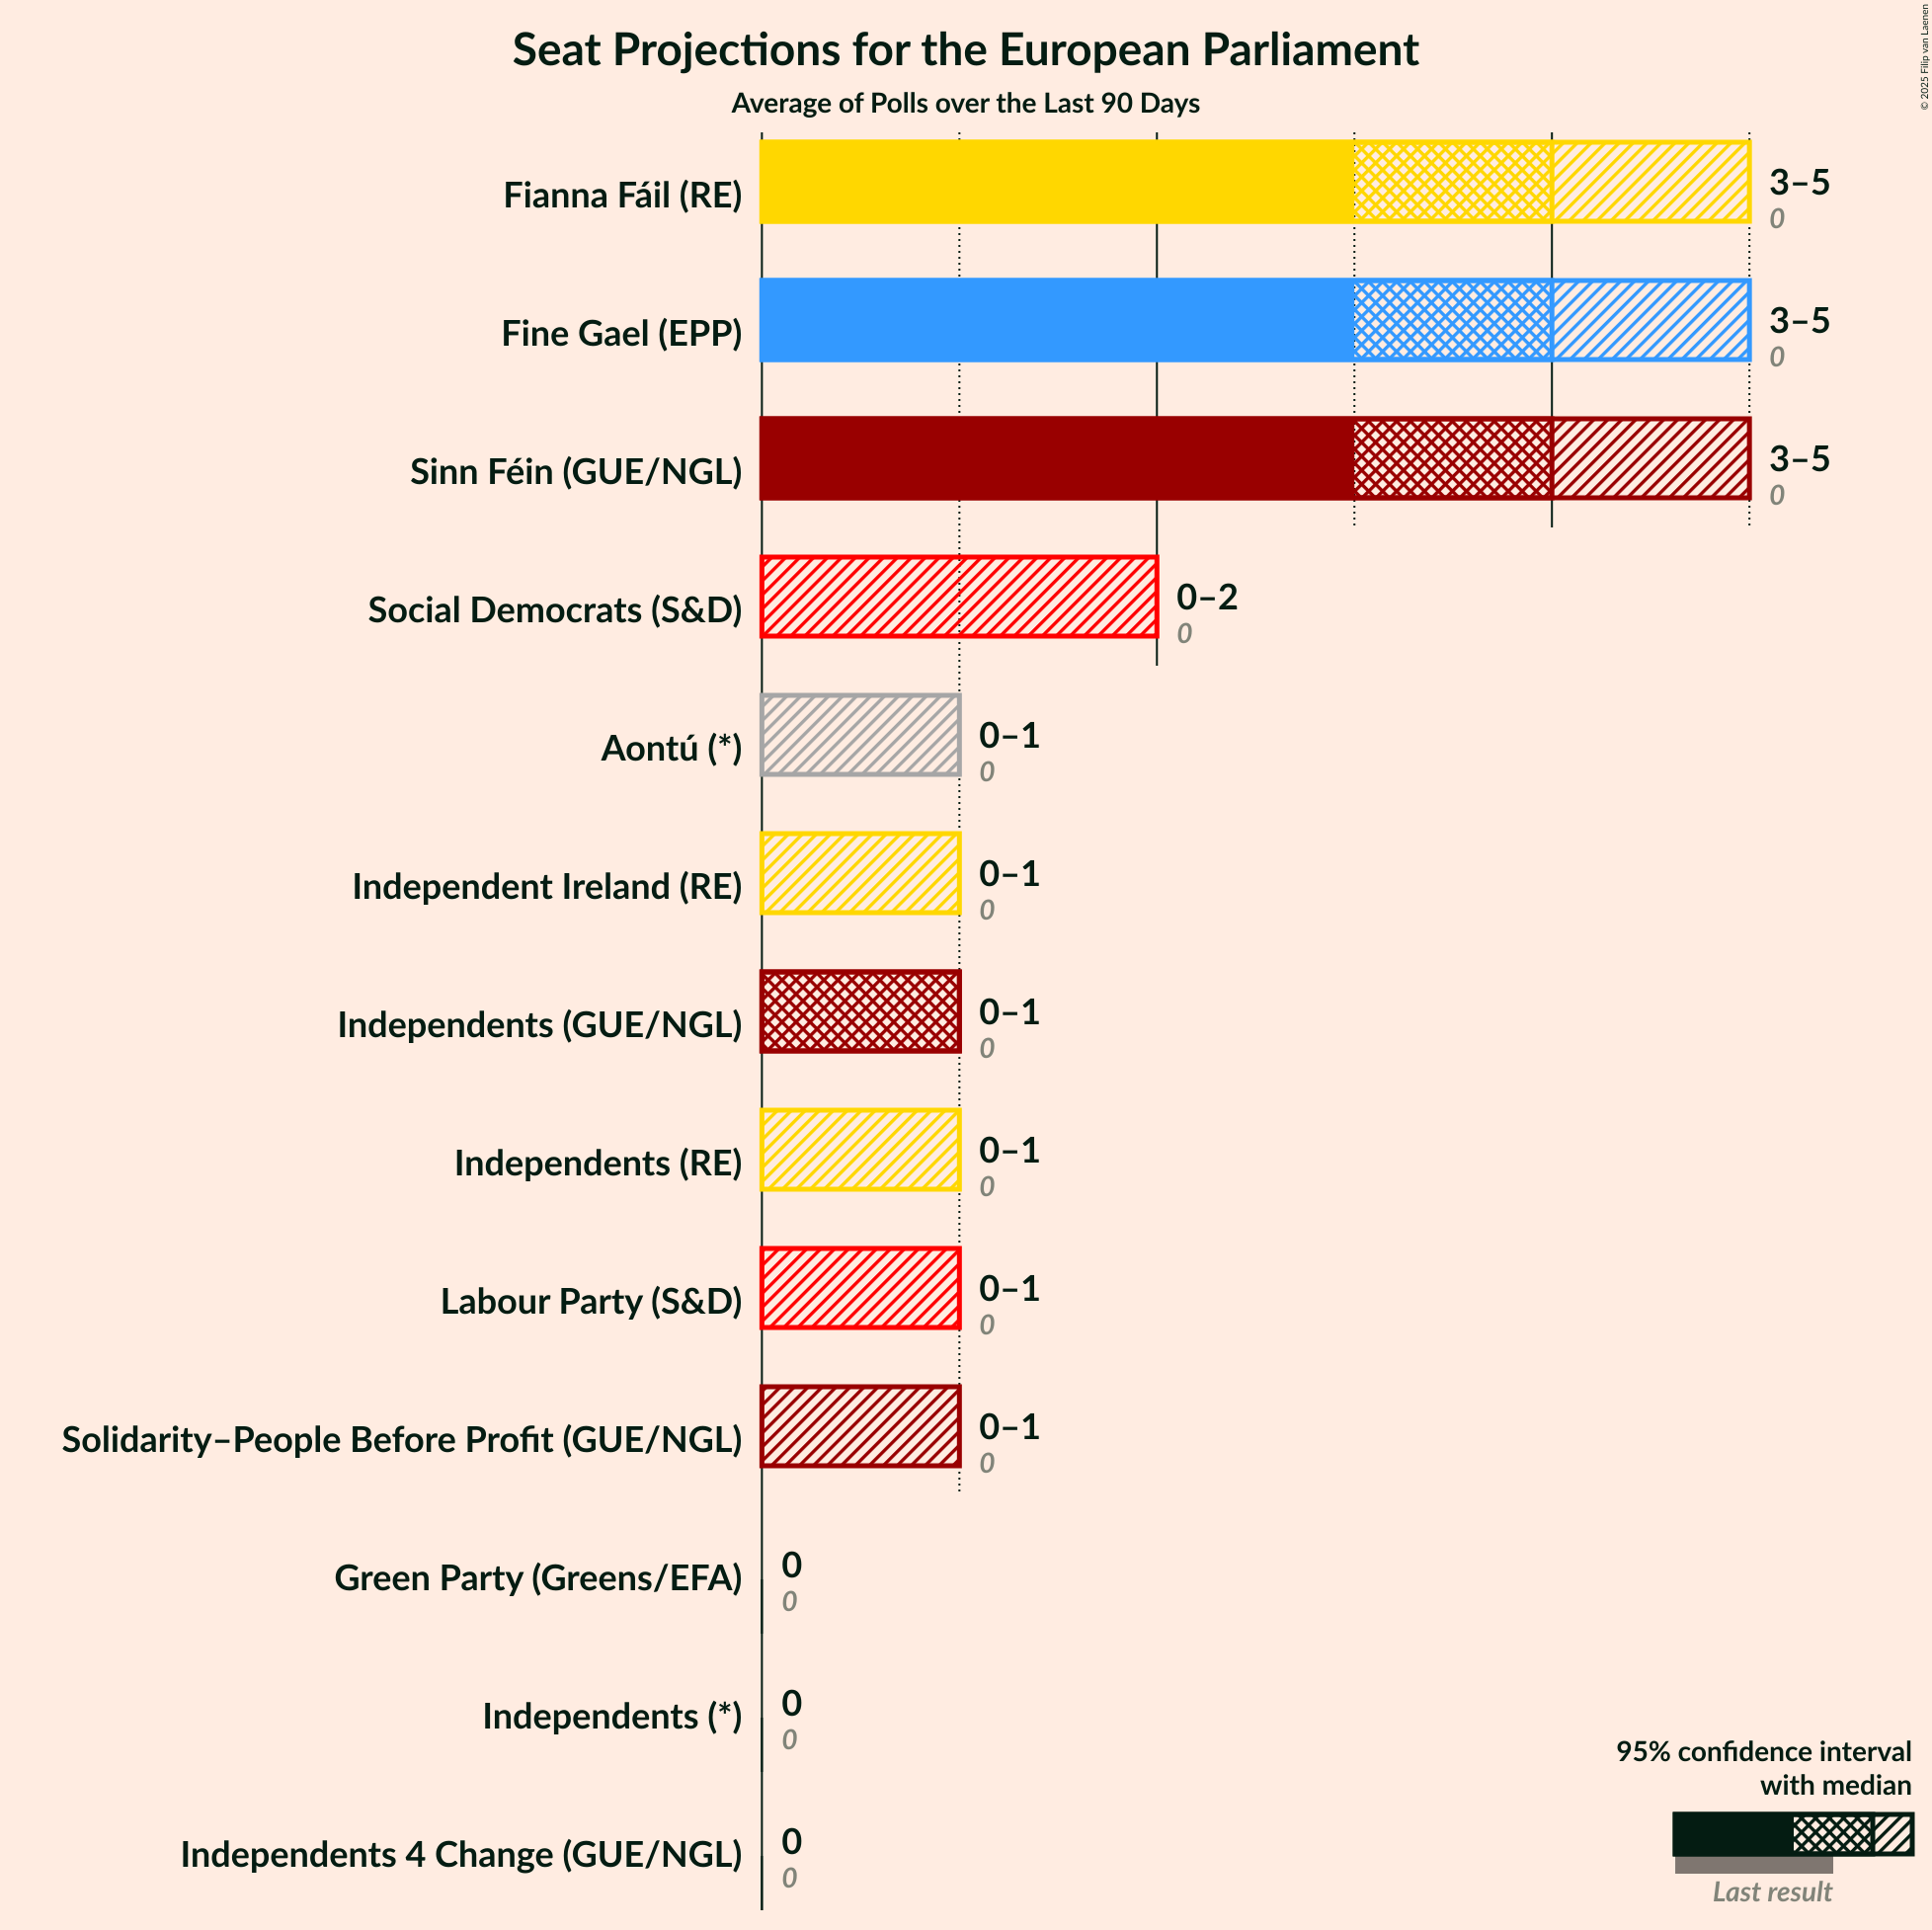 Seat Projections for the European Parliament
Average of Polls over the Last 90 Days
© 2025 Filip van Laenen
Fianna Fáil (RE)
3–5
0
Fine Gael (EPP)
3–5
0
Sinn Féin (GUE/NGL)
3–5
0
Social Democrats (S&D)
0–2
0
Aontú (*)
0–1
0
Independent Ireland (RE)
0–1
0
Independents (GUE/NGL)
0–1
0
Independents (RE)
0–1
0
Labour Party (S&D)
0–1
0
Solidarity–People Before Profit (GUE/NGL)
0–1
0
Green Party (Greens/EFA)
0
0
Independents (*)
0
0
Independents 4 Change (GUE/NGL)
0
0
95% confidence interval
with median
Last result